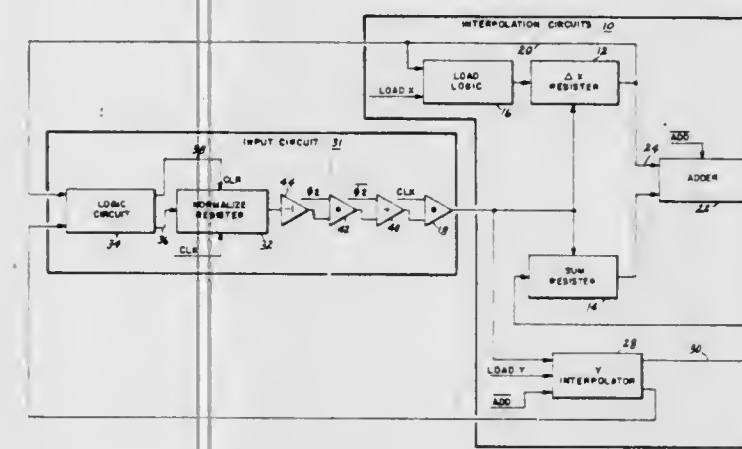 INTERPOLATION CIRCUITS 10
20
12
LOAD LOGIC
Δ X REGISTER
LOAD X
16
24
ADD
ADDER
22
INPUT CIRCUIT 31
38
CLR
LOGIC CIRCUIT
34
36
NORMALIZE REGISTER
32
CLK
44
φ2
42
φ2
40
CLK
18
SUM REGISTER
14
28
30
LOAD Y
Y INTERPOLATOR
ADD